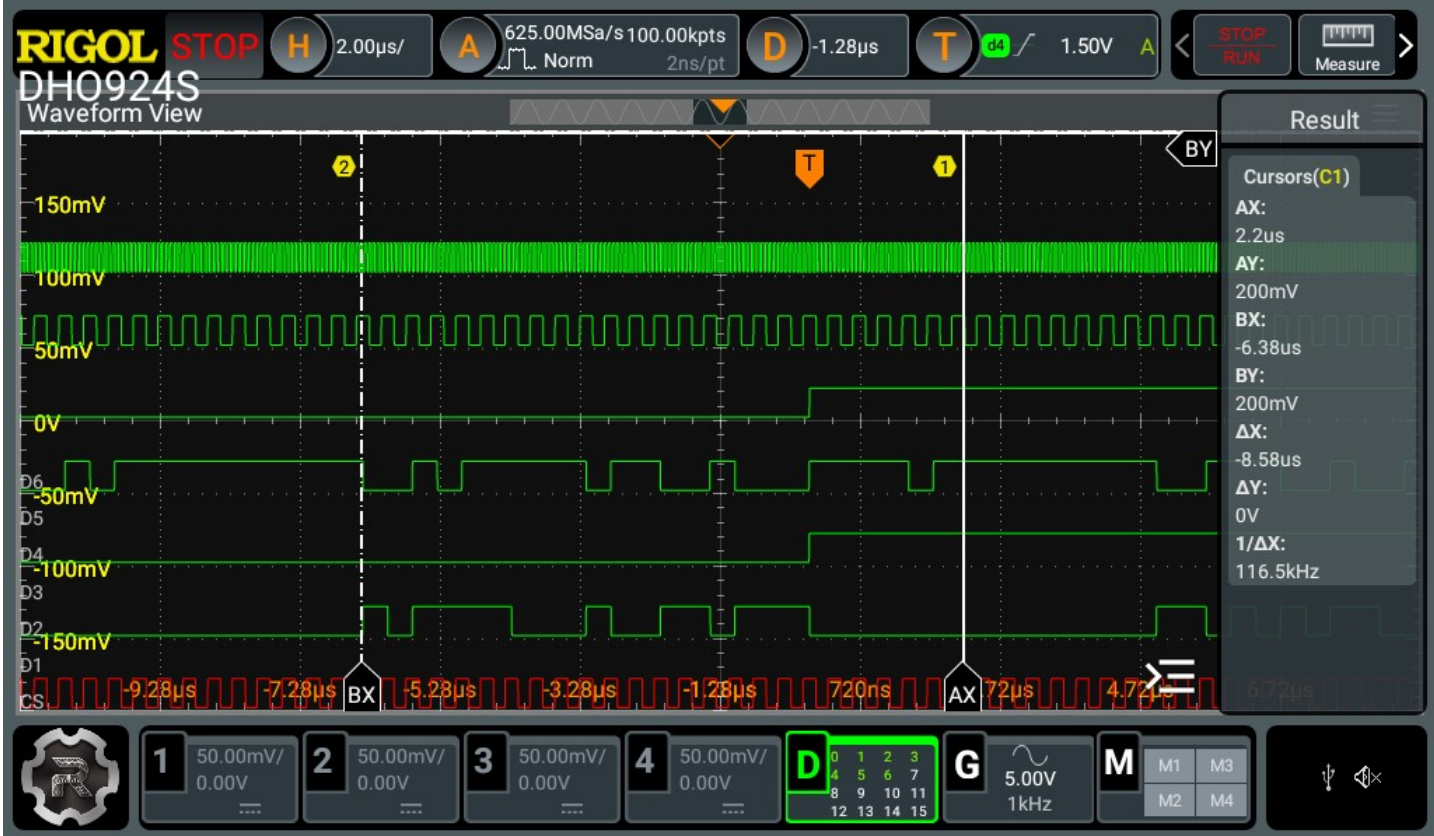 RIGOL STOP H 2.00µs/ A 625.00MSa/s 100.00kpts D -1.28µs T d4 1.50V A < STOP RUN Measure >
Norm 2ns/pt
DHO924S
Waveform View
Result
BY
2 T 1
Cursors(C1)
AX:
2.2us
AY:
200mV
BX:
-6.38us
BY:
200mV
ΔX:
-8.58us
ΔY:
0V
1/ΔX:
116.5kHz
150mV
100mV
50mV
0V
D6
-50mV
D5
D4
-100mV
D3
D2
-150mV
D1
CS
-9.28µs -7.28µs BX -5.28µs -3.28µs -1.28µs 720ns AX 2.72µs 4.72µs 6.72µs
R
1 50.00mV/ 0.00V
2 50.00mV/ 0.00V
3 50.00mV/ 0.00V
4 50.00mV/ 0.00V
D 0 1 2 3
4 5 6 7
8 9 10 11
12 13 14 15
G 5.00V 1kHz
M M1 M3
M2 M4